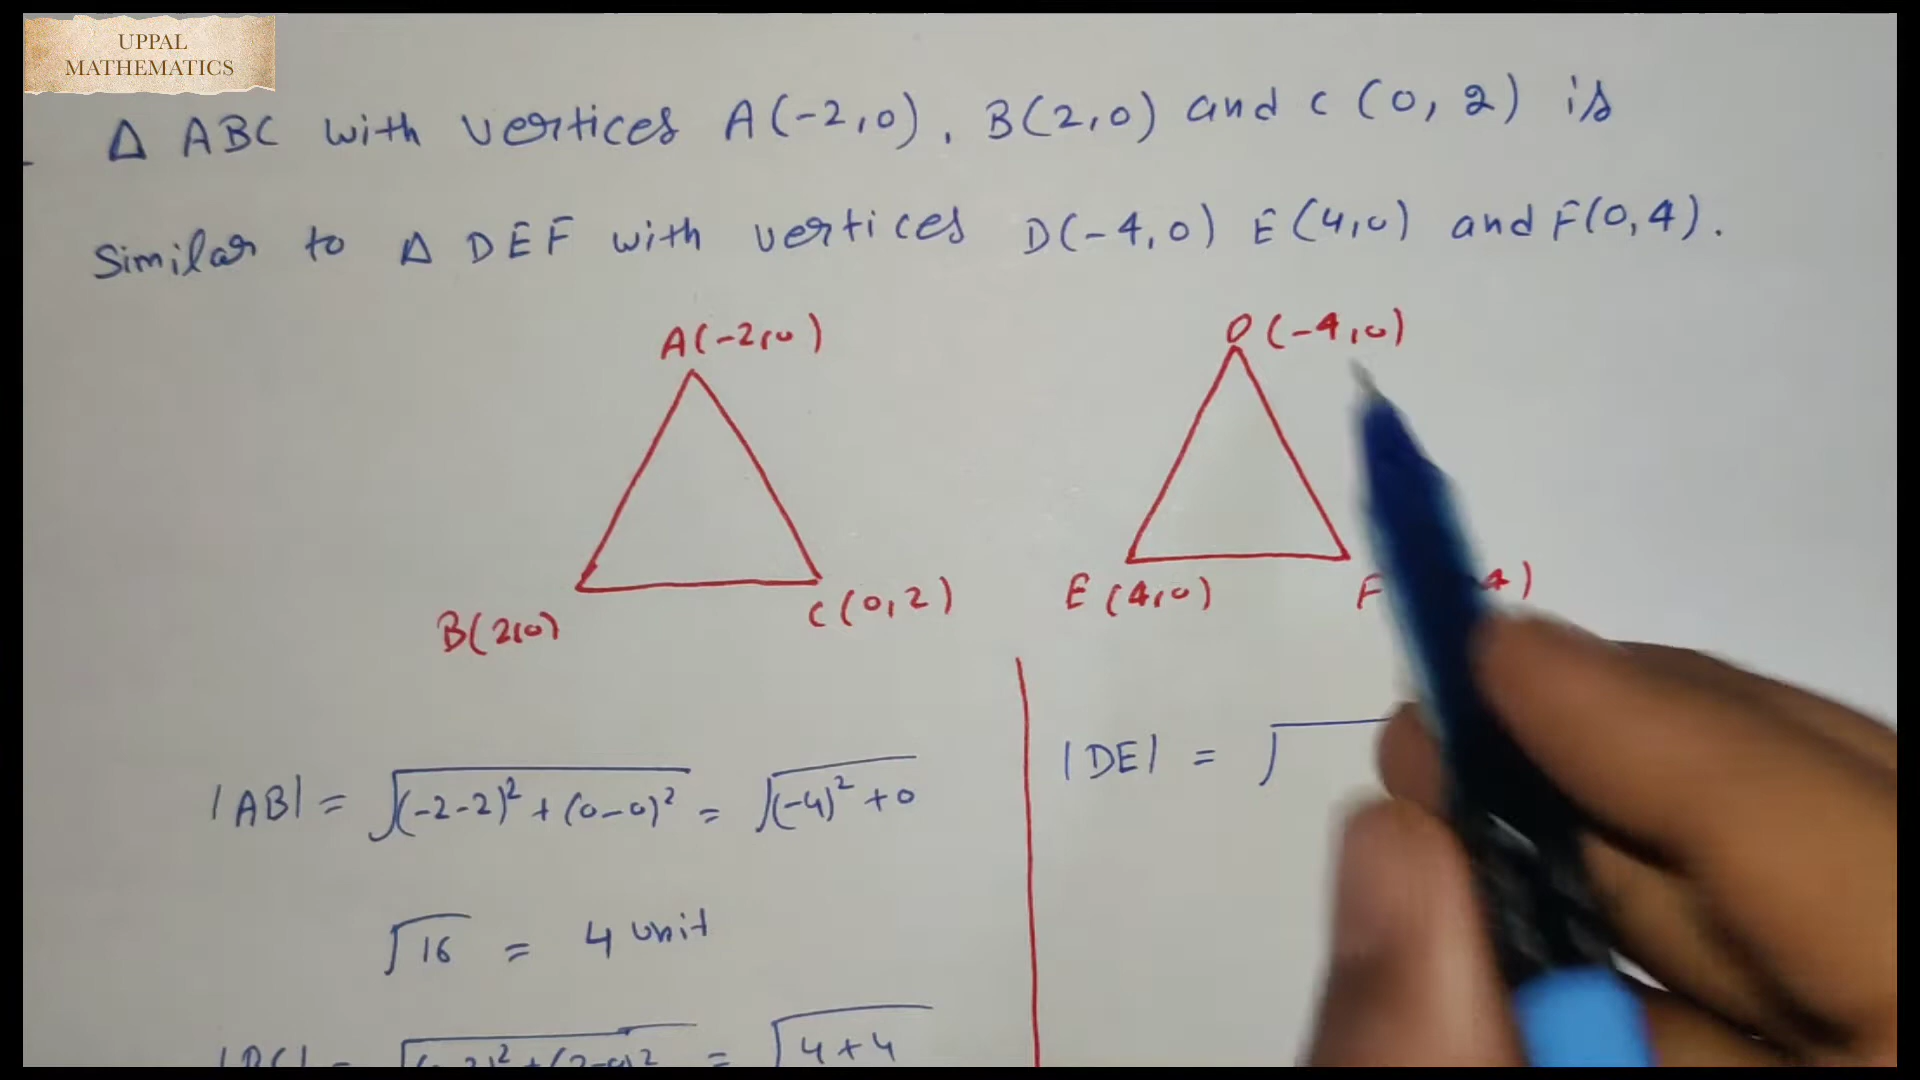 UPPAL
MATHEMATICS
Δ ABC with vertices A(-2,0), B(2,0) and C(0, 2) is
Similar to Δ DEF with vertices D(-4,0) E(4,0) and F(0,4).
A(-2,0)
D(-4,0)
B(2,0)
C(0,2)
E(4,0)
F 4)
|AB| = √(-2-2)² + (0-0)² = √(-4)² + 0
|DE| = √
√16 = 4 unit
= √4+4